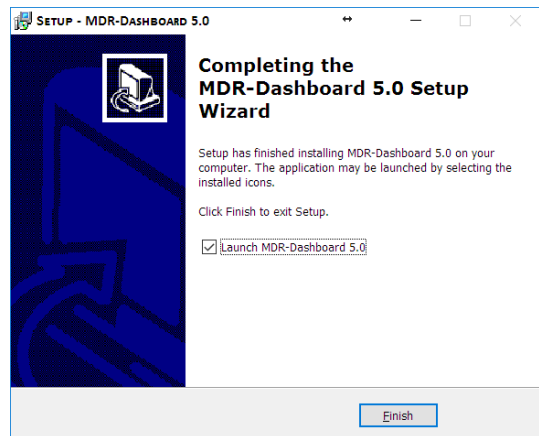 Setup - MDR-Dashboard 5.0
Completing the
MDR-Dashboard 5.0 Setup
Wizard
Setup has finished installing MDR-Dashboard 5.0 on your
computer. The application may be launched by selecting the
installed icons.
Click Finish to exit Setup.
Launch MDR-Dashboard 5.0
Finish